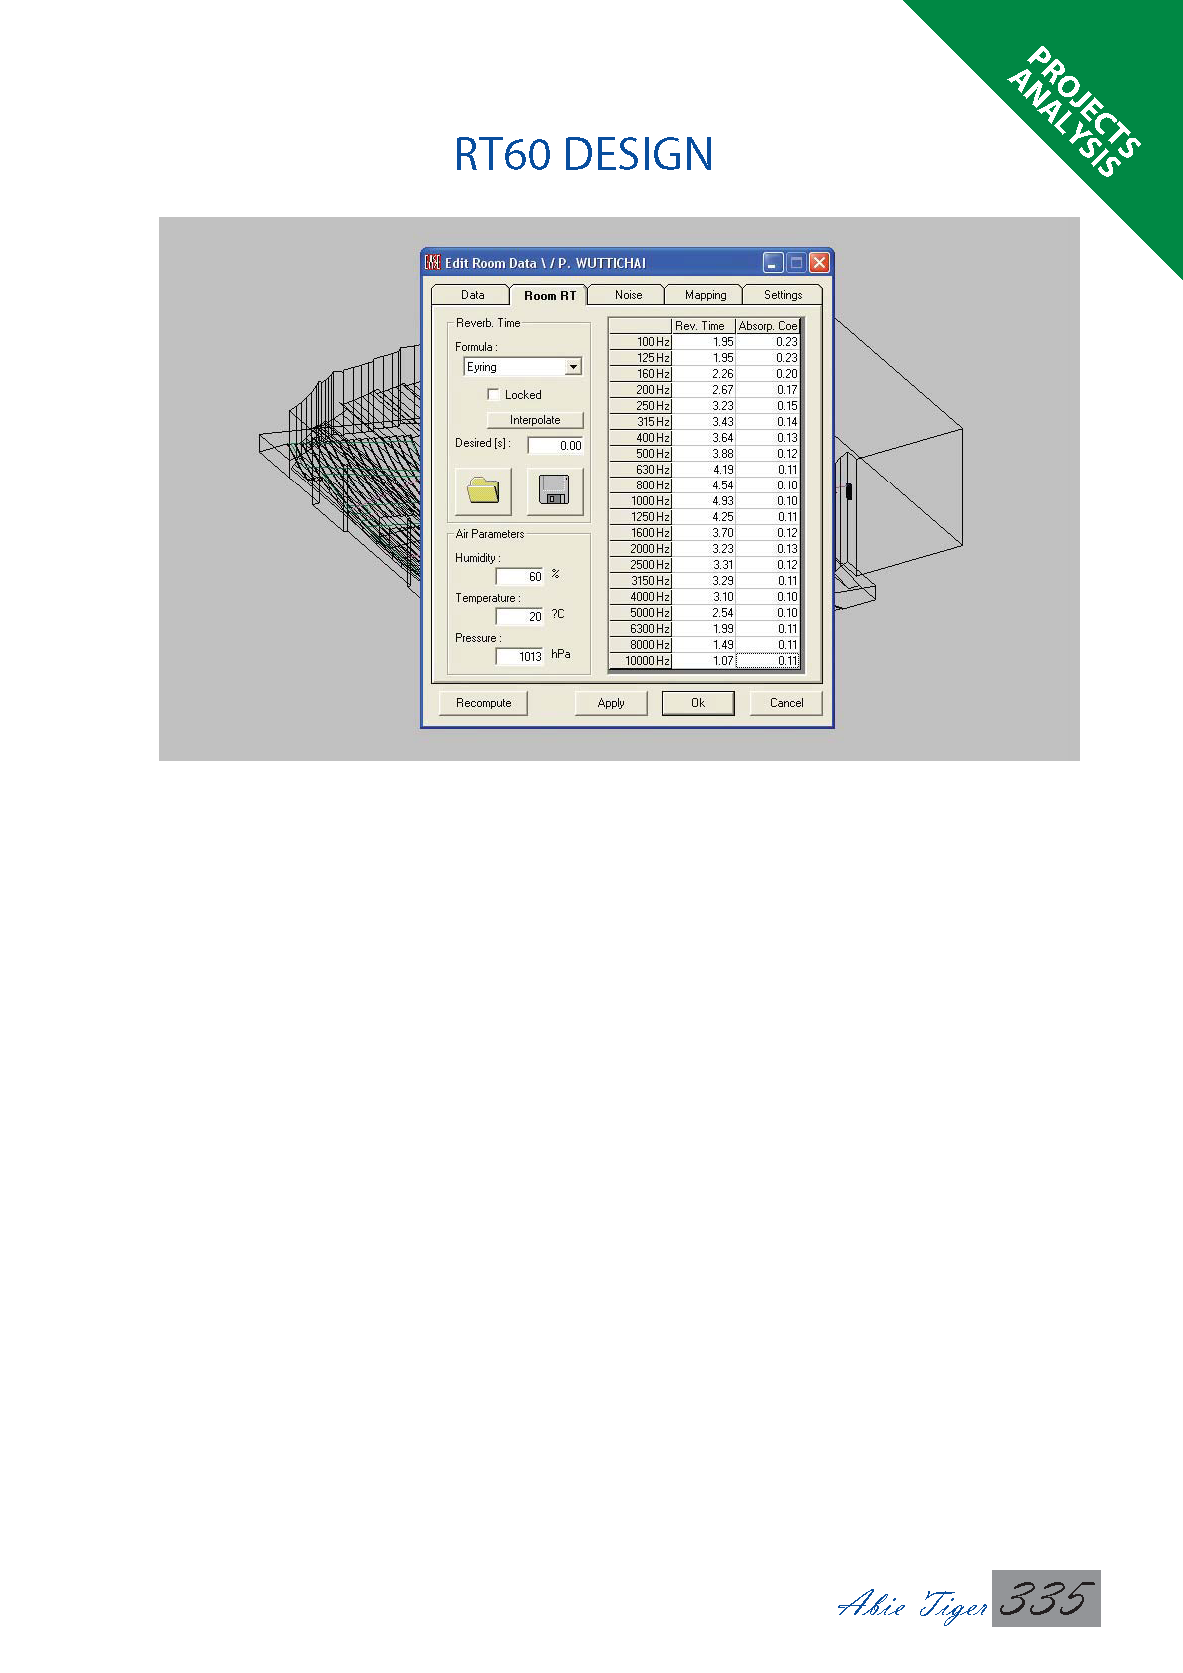 PROJECTS
ANALYSIS
RT60 DESIGN
Edit Room Data \ / P. WUTTICHAI
Data Room RT Noise Mapping Settings
Reverb. Time
Formula :
Eyring
Locked
Interpolate
Desired [s] : 0.00
Air Parameters
Humidity :
60 %
Temperature :
20 ?C
Pressure :
1013 hPa
Rev. Time Absorp. Coe
100 Hz 1.95 0.23
125 Hz 1.95 0.23
160 Hz 2.26 0.20
200 Hz 2.67 0.17
250 Hz 3.23 0.15
315 Hz 3.43 0.14
400 Hz 3.64 0.13
500 Hz 3.88 0.12
630 Hz 4.19 0.11
800 Hz 4.54 0.10
1000 Hz 4.93 0.10
1250 Hz 4.25 0.11
1600 Hz 3.70 0.12
2000 Hz 3.23 0.13
2500 Hz 3.31 0.12
3150 Hz 3.29 0.11
4000 Hz 3.10 0.10
5000 Hz 2.54 0.10
6300 Hz 1.99 0.11
8000 Hz 1.49 0.11
10000 Hz 1.07 0.11
Recompute Apply Ok Cancel
Abie Tiger 335